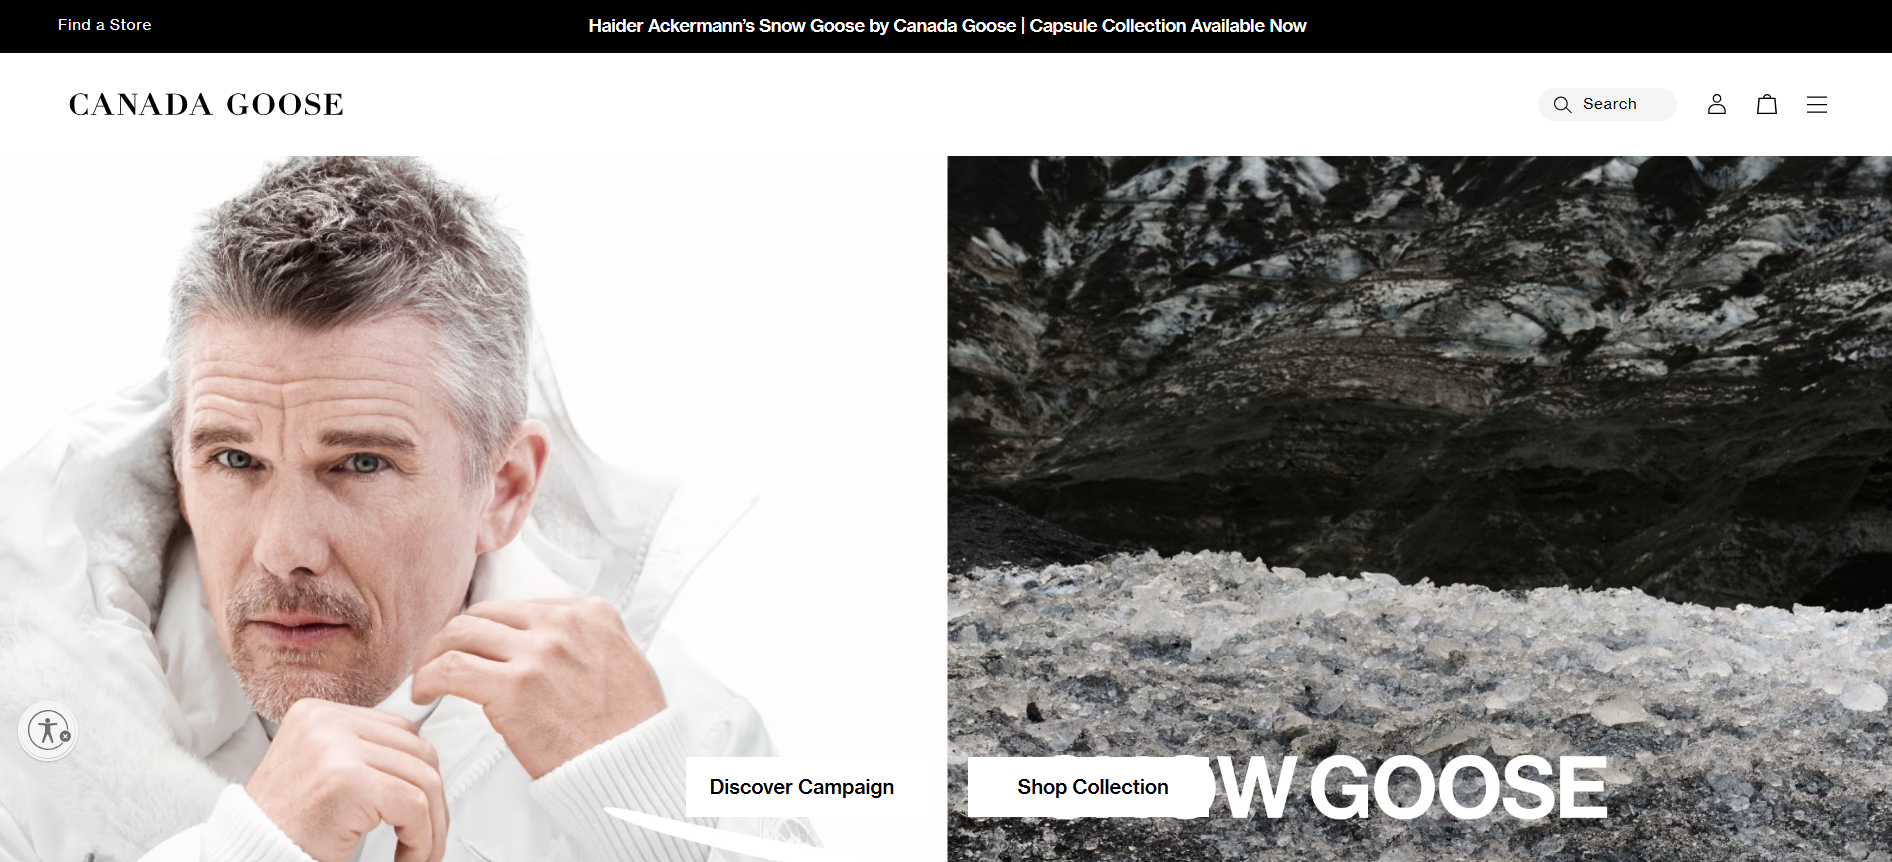 Find a Store
Haider Ackermann’s Snow Goose by Canada Goose | Capsule Collection Available Now
CANADA GOOSE
Search
Discover Campaign
Shop Collection
OW GOOSE